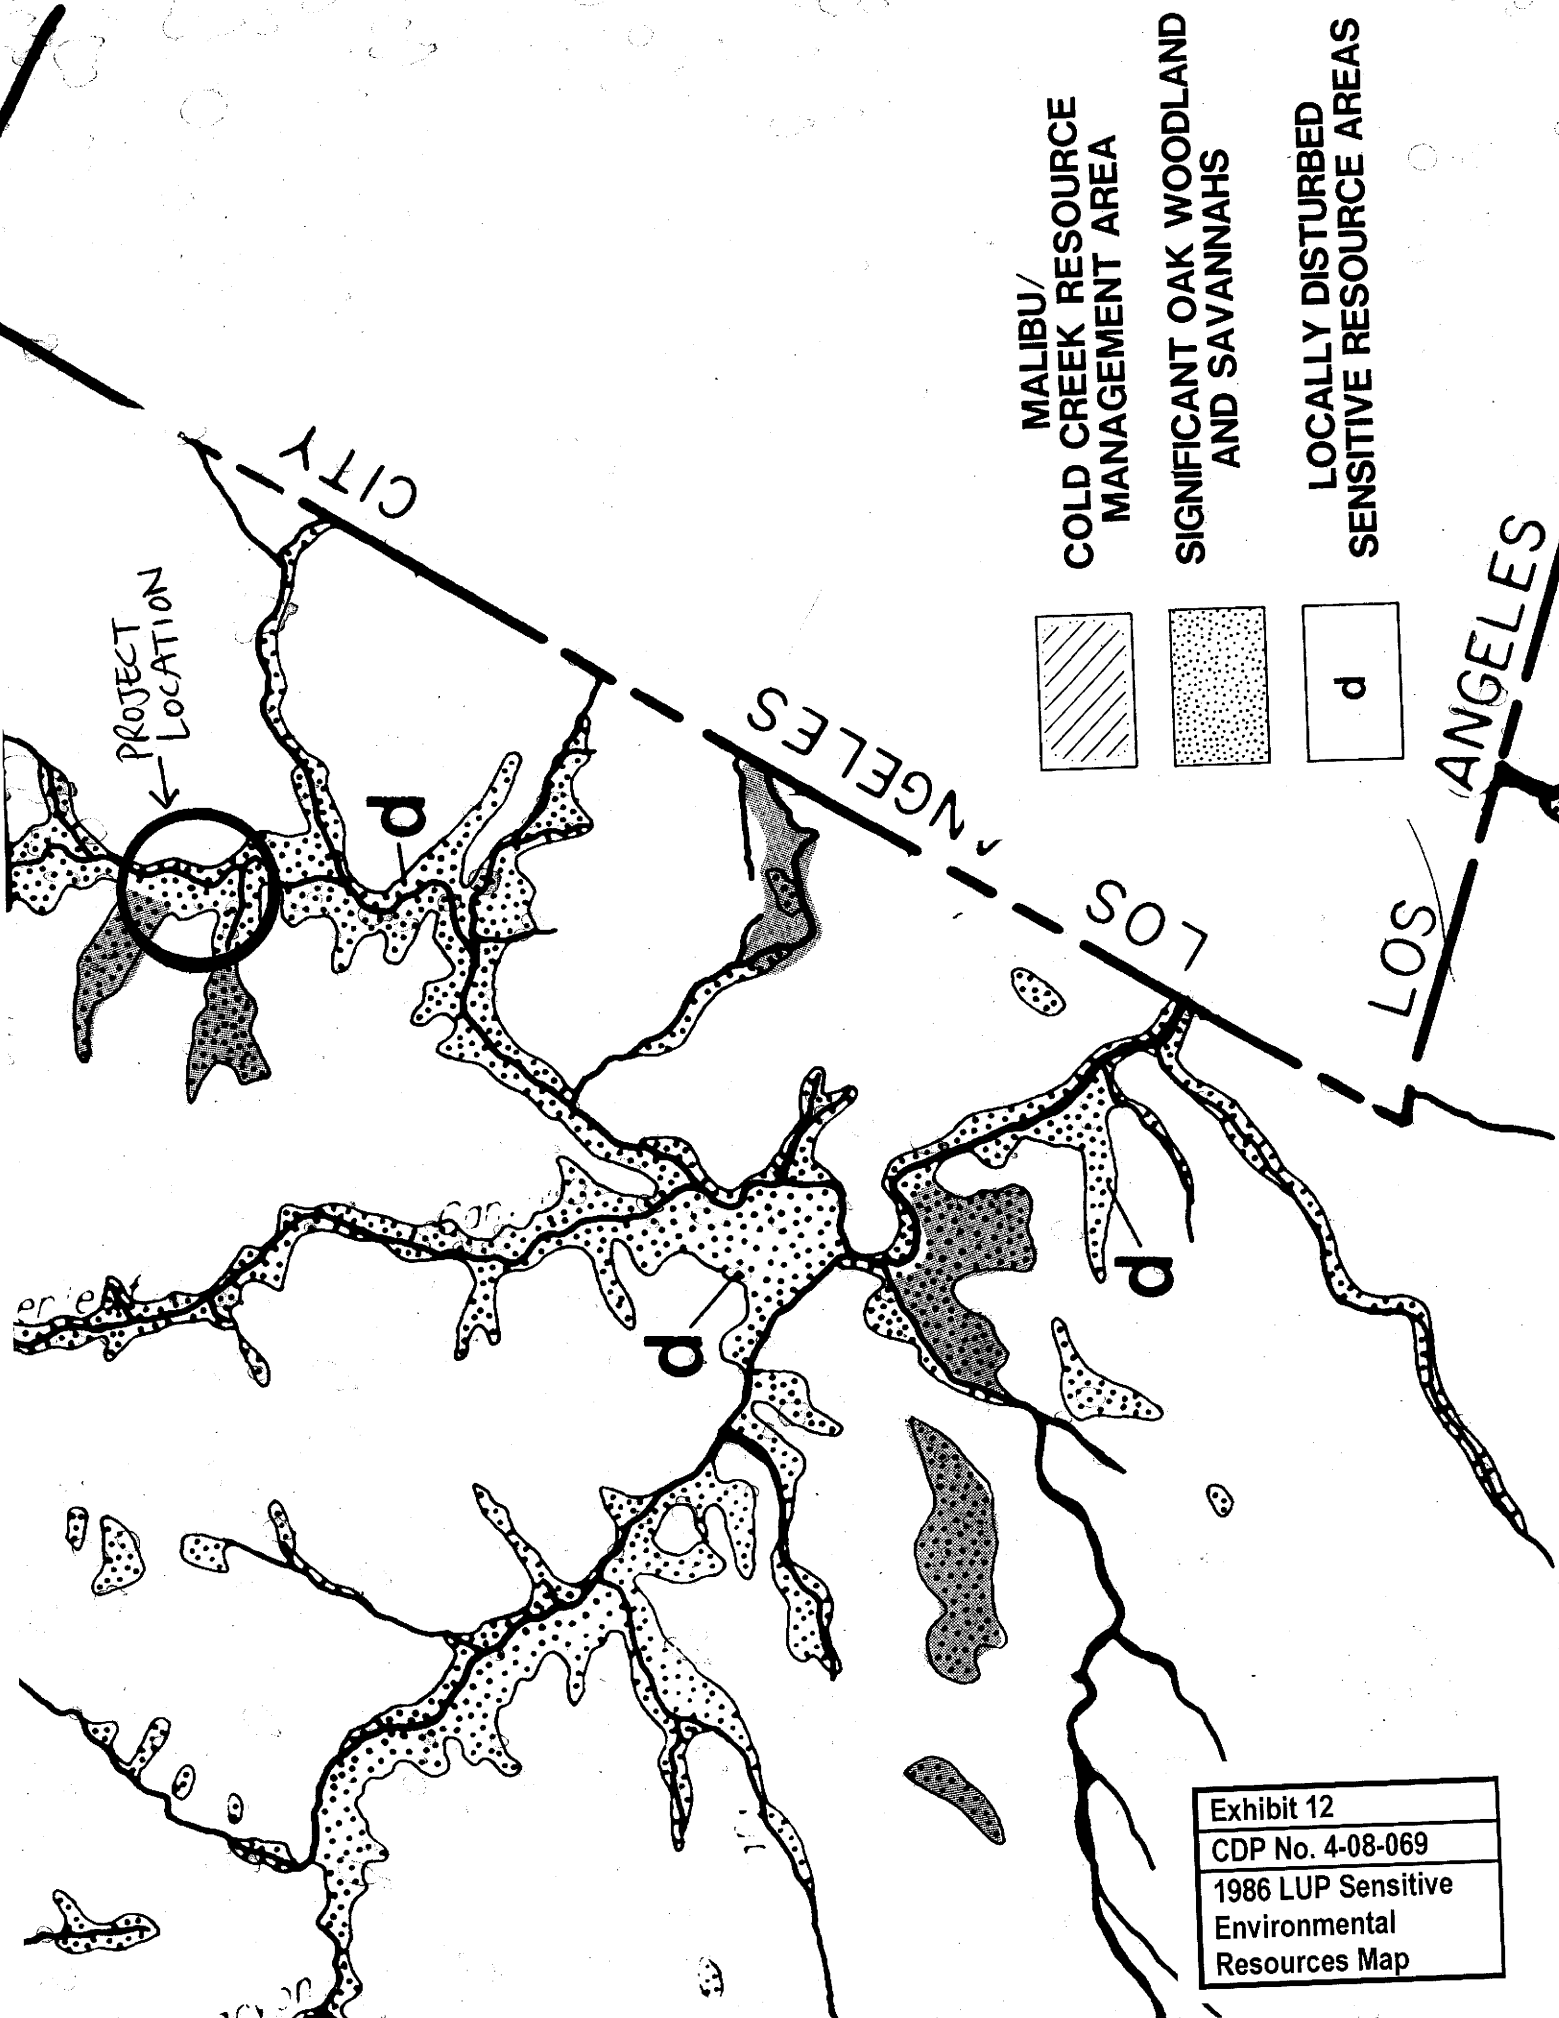 PROJECT
LOCATION
CITY
ANGELES
LOS
d
d
d
MALIBU/
COLD CREEK RESOURCE
MANAGEMENT AREA
SIGNIFICANT OAK WOODLAND
AND SAVANNAHS
d
LOCALLY DISTURBED
SENSITIVE RESOURCE AREAS
LOS ANGELES
Exhibit 12
CDP No. 4-08-069
1986 LUP Sensitive
Environmental
Resources Map